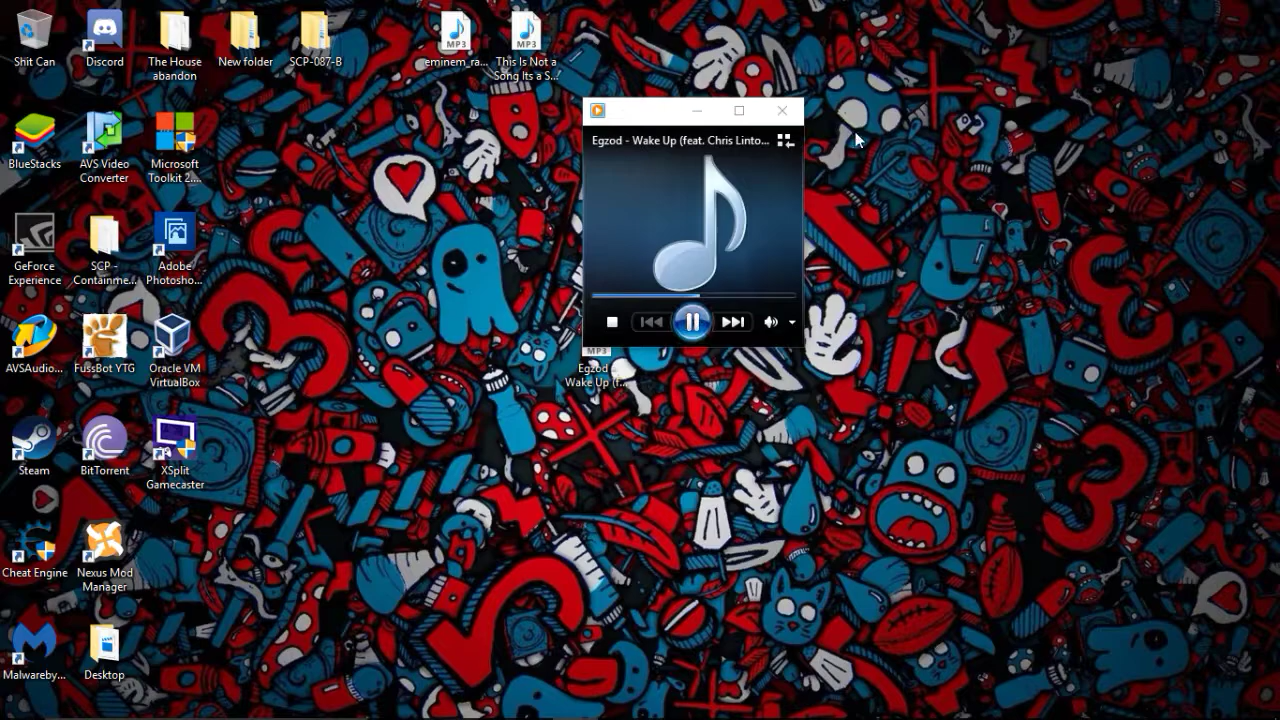 Shit Can
Discord
The House
abandon
New folder
SCP-087-B
MP3
eminem_ra...
MP3
This Is Not a
Song Its a S...
BlueStacks
AVS Video
Converter
Microsoft
Toolkit 2....
Egzod - Wake Up (feat. Chris Linto...
GeForce
Experience
SCP -
Containme...
Adobe
Photosho...
AVSAudio...
FussBot YTG
Oracle VM
VirtualBox
MP3
Egzod -
Wake Up (f...
Steam
BitTorrent
XSplit
Gamecaster
Cheat Engine
Nexus Mod
Manager
Malwareby...
Desktop